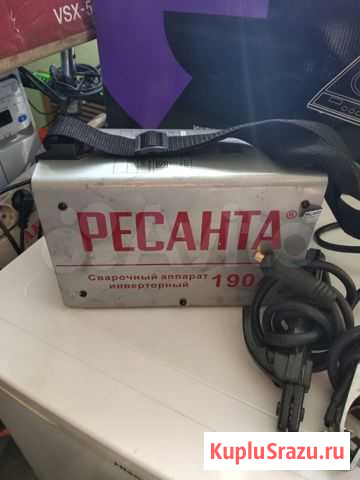 VSX-5
РЕСАНТА®
Сварочный аппарат
инверторный 190
KupluSrazu.ru